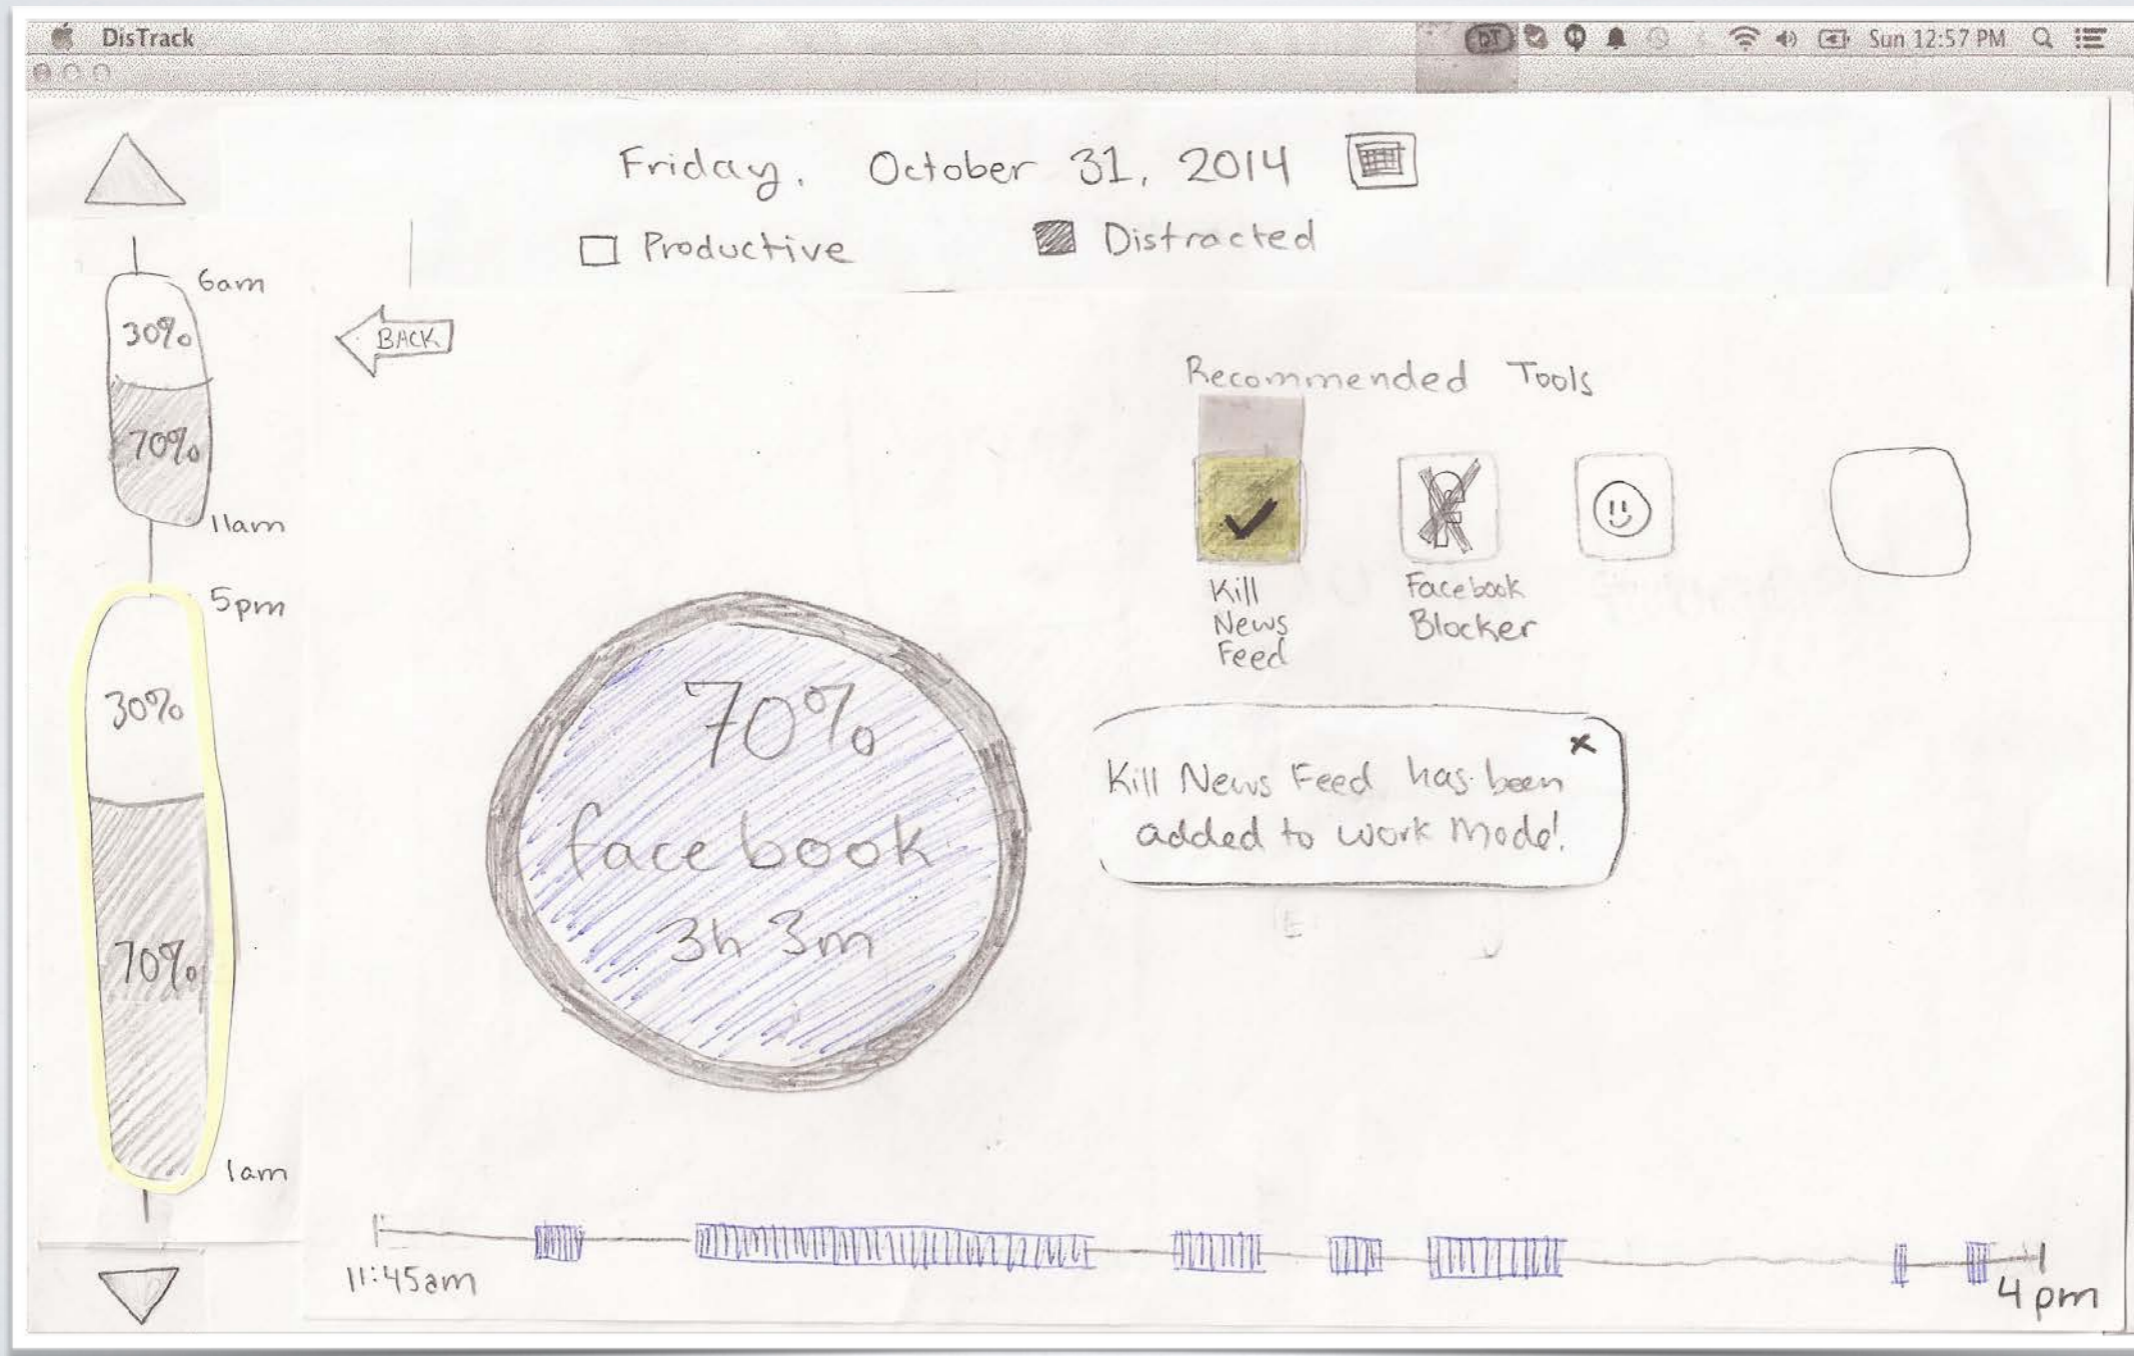 DisTrack
DT
Sun 12:57 PM
Friday, October 31, 2014
Productive
Distracted
6am
30%
70%
11am
5pm
30%
70%
1am
BACK
Recommended Tools
Kill
News
Feed
Facebook
Blocker
70%
facebook
3h 3m
Kill News Feed has been
added to work Mode!
11:45am
4pm